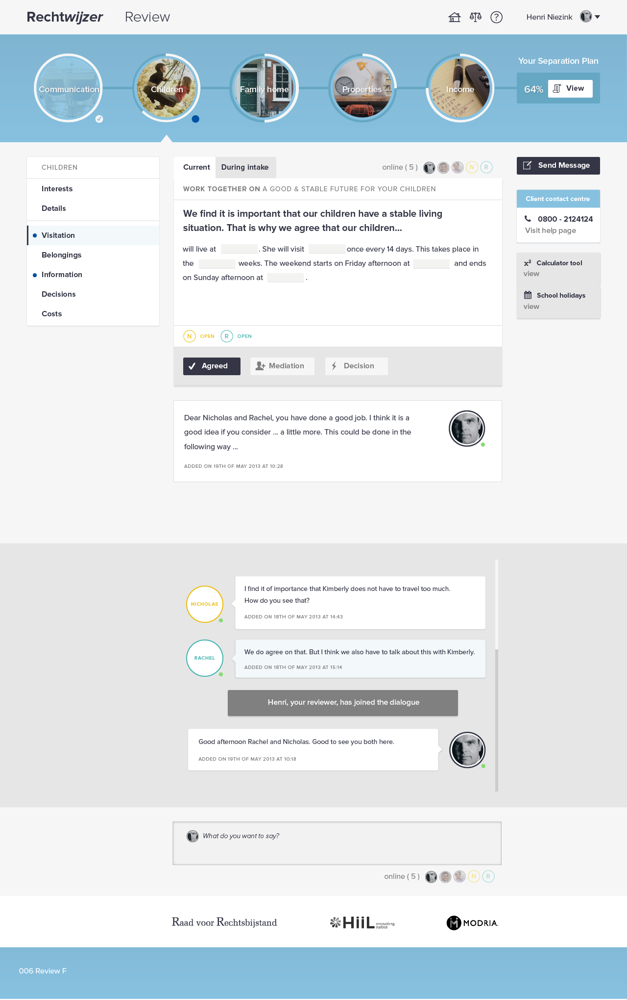 Rechtwijzer
Review
Henri Niezink
Communication
Children
Family home
Properties
Income
Your Separation Plan
64%
View
CHILDREN
Interests
Details
Visitation
Belongings
Information
Decisions
Costs
Current
During intake
online ( 5 )
N
R
WORK TOGETHER ON A GOOD & STABLE FUTURE FOR YOUR CHILDREN
We find it is important that our children have a stable living
situation. That is why we agree that our children...
will live at . She will visit once every 14 days. This takes place in
the weeks. The weekend starts on Friday afternoon at and ends
on Sunday afternoon at .
N OPEN R OPEN
Agreed
Mediation
Decision
Send Message
Client contact centre
0800 - 2124124
Visit help page
x² Calculator tool
view
School holidays
view
Dear Nicholas and Rachel, you have done a good job. I think it is a
good idea if you consider ... a little more. This could be done in the
following way ...
ADDED ON 19TH OF MAY 2013 AT 10:28
NICHOLAS
I find it of importance that Kimberly does not have to travel too much.
How do you see that?
ADDED ON 18TH OF MAY 2013 AT 14:43
RACHEL
We do agree on that. But I think we also have to talk about this with Kimberly.
ADDED ON 18TH OF MAY 2013 AT 15:14
Henri, your reviewer, has joined the dialogue
Good afternoon Rachel and Nicholas. Good to see you both here.
ADDED ON 19TH OF MAY 2013 AT 10:18
What do you want to say?
online ( 5 )
N
R
Raad voor Rechtsbijstand
HiiL innovating
justice
MODRIA.
006 Review F